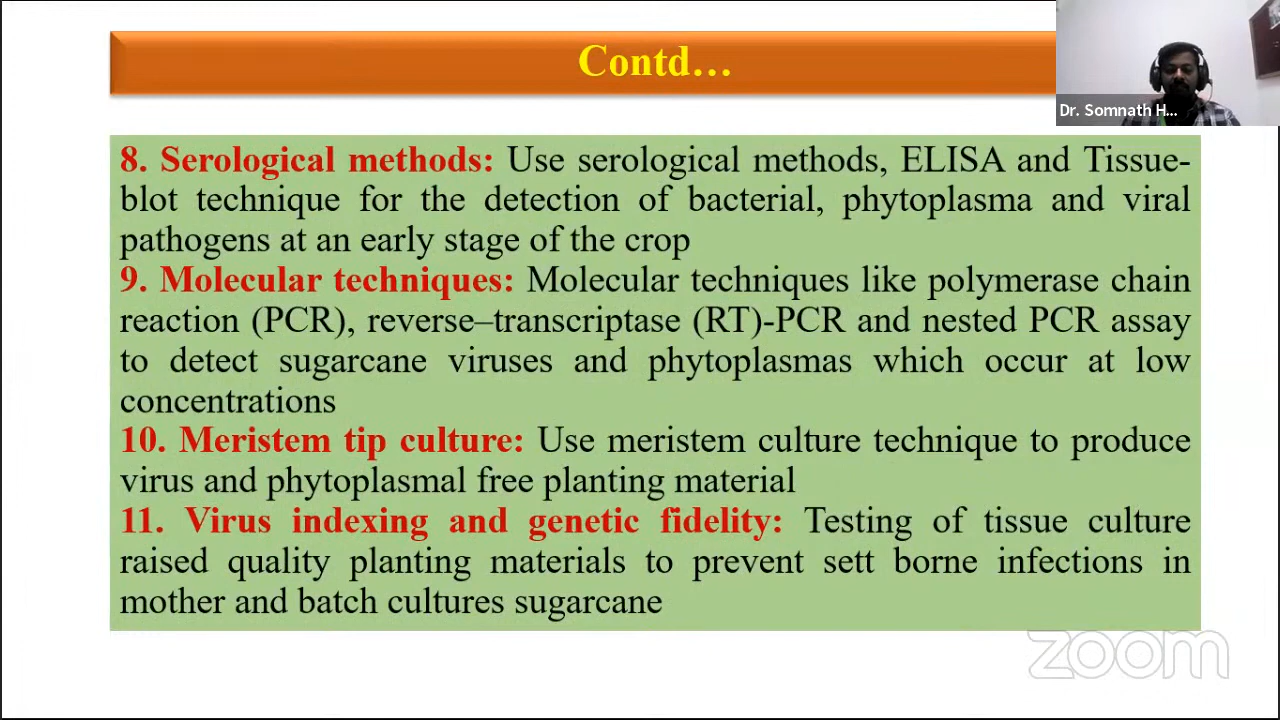 Contd…
Dr. Somnath H...
8. Serological methods: Use serological methods, ELISA and Tissue-
blot technique for the detection of bacterial, phytoplasma and viral
pathogens at an early stage of the crop
9. Molecular techniques: Molecular techniques like polymerase chain
reaction (PCR), reverse–transcriptase (RT)-PCR and nested PCR assay
to detect sugarcane viruses and phytoplasmas which occur at low
concentrations
10. Meristem tip culture: Use meristem culture technique to produce
virus and phytoplasmal free planting material
11. Virus indexing and genetic fidelity: Testing of tissue culture
raised quality planting materials to prevent sett borne infections in
mother and batch cultures sugarcane
zoom